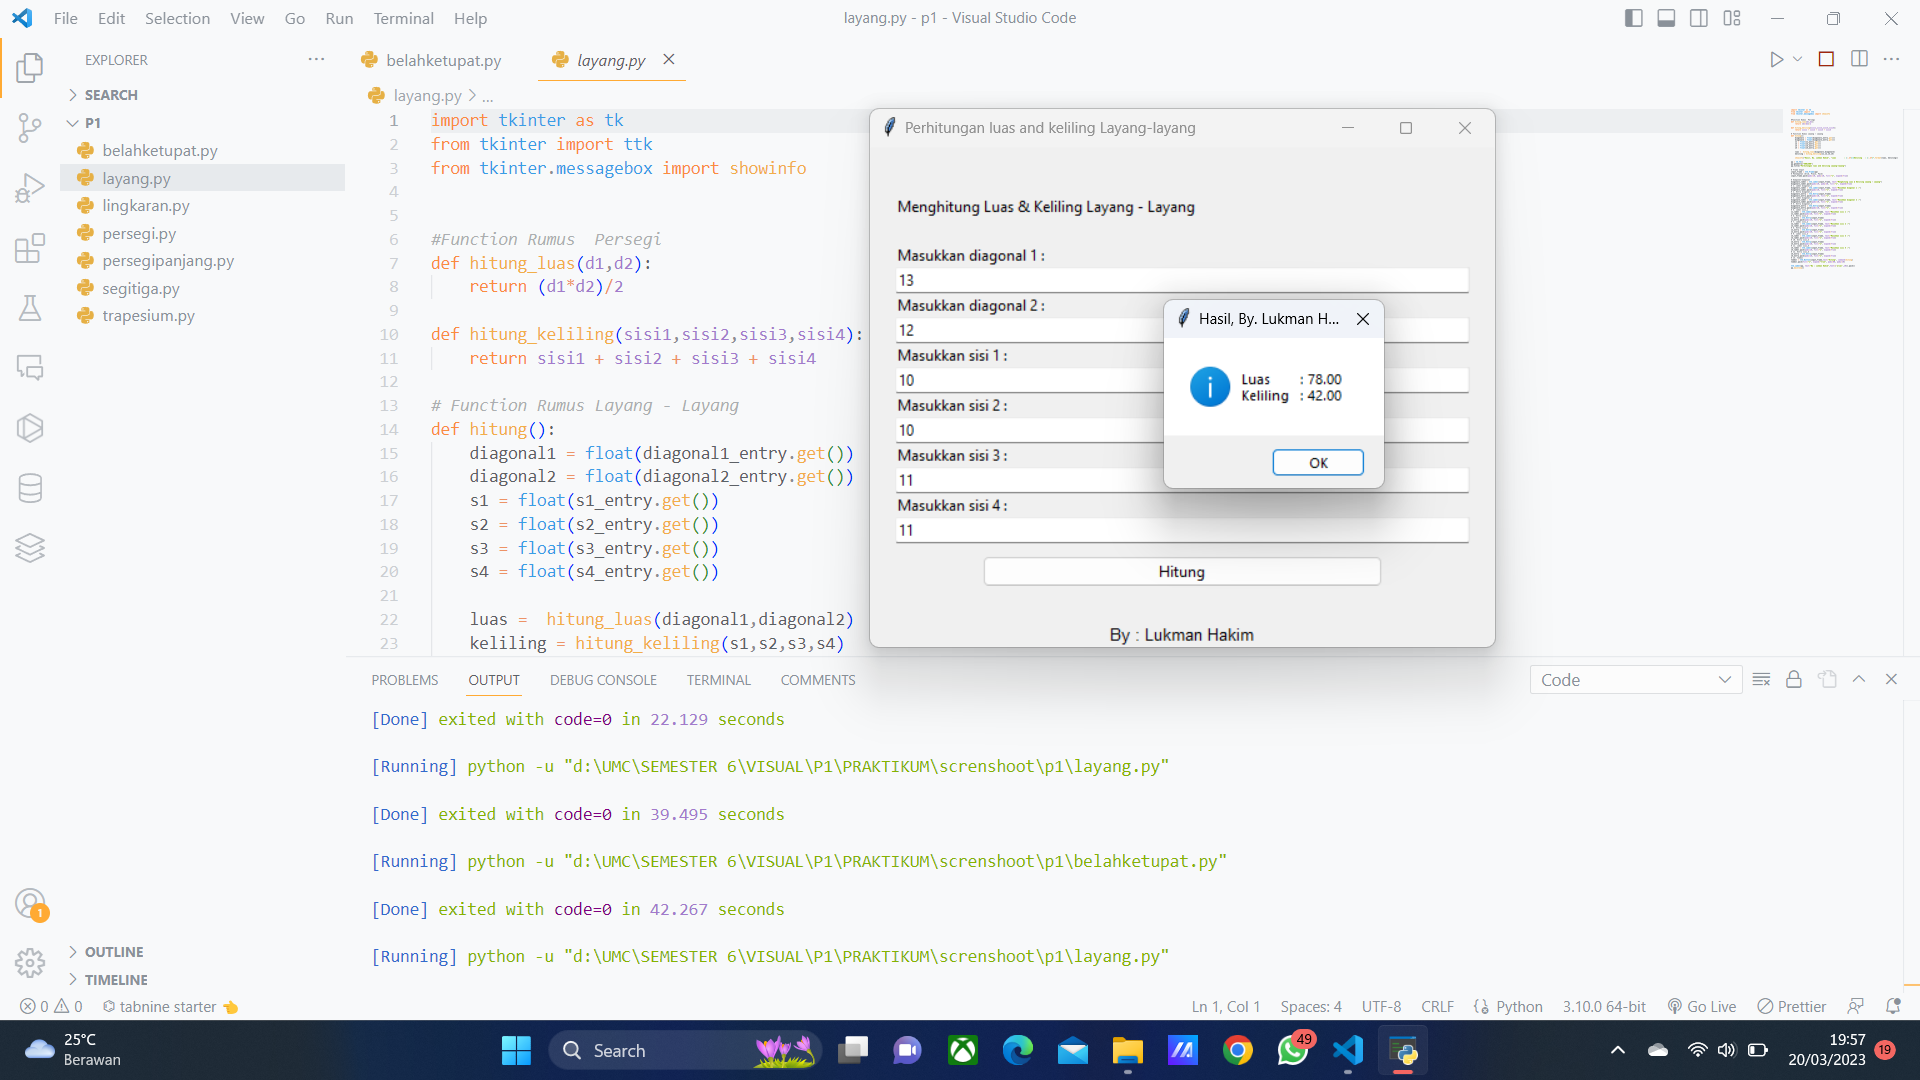 File Edit Selection View Go Run Terminal Help
layang.py - p1 - Visual Studio Code
EXPLORER
SEARCH
P1
belahketupat.py
layang.py
lingkaran.py
persegi.py
persegipanjang.py
segitiga.py
trapesium.py
OUTLINE
TIMELINE
belahketupat.py layang.py
layang.py > ...
1 import tkinter as tk
2 from tkinter import ttk
3 from tkinter.messagebox import showinfo
4
5
6 #Function Rumus  Persegi
7 def hitung_luas(d1,d2):
8     return (d1*d2)/2
9
10 def hitung_keliling(sisi1,sisi2,sisi3,sisi4):
11     return sisi1 + sisi2 + sisi3 + sisi4
12
13 # Function Rumus Layang - Layang
14 def hitung():
15     diagonal1 = float(diagonal1_entry.get())
16     diagonal2 = float(diagonal2_entry.get())
17     s1 = float(s1_entry.get())
18     s2 = float(s2_entry.get())
19     s3 = float(s3_entry.get())
20     s4 = float(s4_entry.get())
21
22     luas =  hitung_luas(diagonal1,diagonal2)
23     keliling = hitung_keliling(s1,s2,s3,s4)
Perhitungan luas and keliling Layang-layang
Menghitung Luas & Keliling Layang - Layang
Masukkan diagonal 1 :
13
Masukkan diagonal 2 :
12
Masukkan sisi 1 :
10
Masukkan sisi 2 :
10
Masukkan sisi 3 :
11
Masukkan sisi 4 :
11
Hitung
By : Lukman Hakim
Hasil, By. Lukman H...
Luas : 78.00
Keliling : 42.00
OK
PROBLEMS OUTPUT DEBUG CONSOLE TERMINAL COMMENTS
Code
[Done] exited with code=0 in 22.129 seconds
[Running] python -u "d:\UMC\SEMESTER 6\VISUAL\P1\PRAKTIKUM\screnshoot\p1\layang.py"
[Done] exited with code=0 in 39.495 seconds
[Running] python -u "d:\UMC\SEMESTER 6\VISUAL\P1\PRAKTIKUM\screnshoot\p1\belahketupat.py"
[Done] exited with code=0 in 42.267 seconds
[Running] python -u "d:\UMC\SEMESTER 6\VISUAL\P1\PRAKTIKUM\screnshoot\p1\layang.py"
1
0 0 tabnine starter
Ln 1, Col 1 Spaces: 4 UTF-8 CRLF Python 3.10.0 64-bit Go Live Prettier
25°C
Berawan
Search
49
19:57
20/03/2023
19